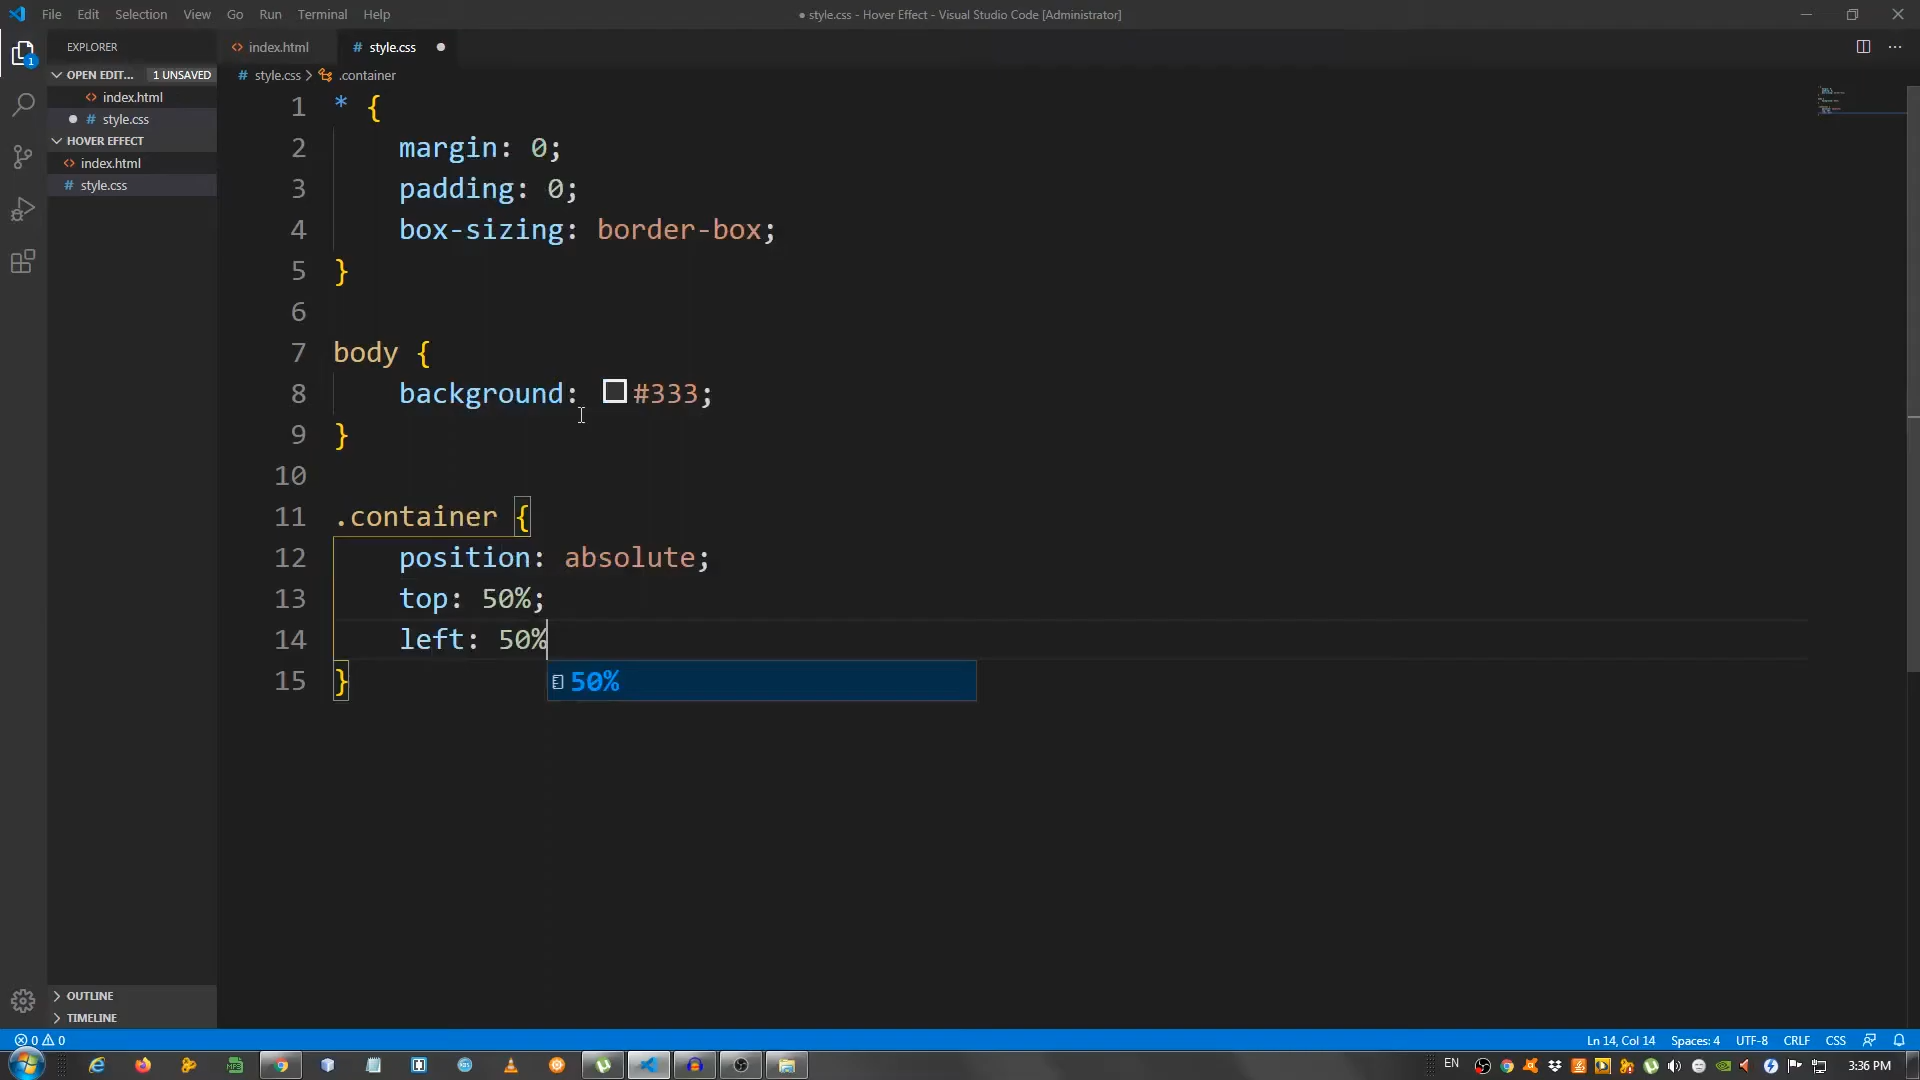 File Edit Selection View Go Run Terminal Help
● style.css - Hover Effect - Visual Studio Code [Administrator]
EXPLORER
index.html
# style.css ●
OPEN EDIT... 1 UNSAVED
# style.css > .container
index.html
● # style.css
HOVER EFFECT
index.html
# style.css
1 * {
2 margin: 0;
3 padding: 0;
4 box-sizing: border-box;
5 }
6
7 body {
8 background: #333;
9 }
10
11 .container {
12 position: absolute;
13 top: 50%;
14 left: 50%
15 }
50%
1
OUTLINE
TIMELINE
0 0
Ln 14, Col 14 Spaces: 4 UTF-8 CRLF CSS
EN
3:36 PM